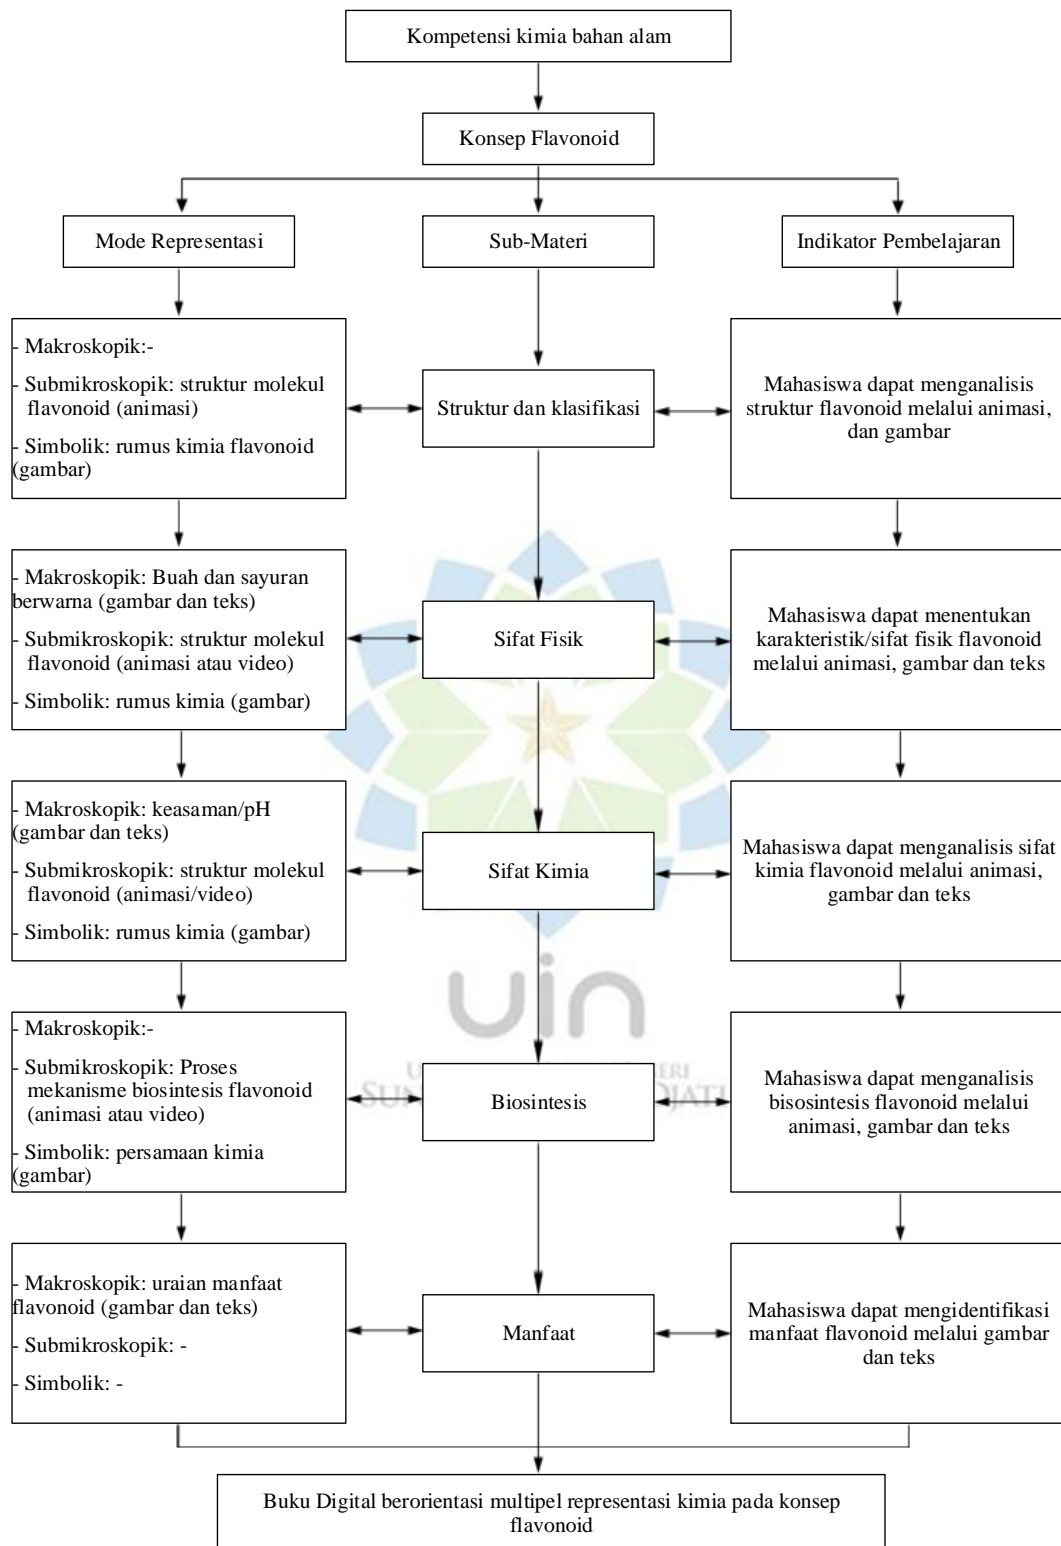 Kompetensi kimia bahan alam
Konsep Flavonoid
Mode Representasi
Sub-Materi
Indikator Pembelajaran
- Makroskopik:-
- Submikroskopik: struktur molekul
flavonoid (animasi)
- Simbolik: rumus kimia flavonoid
(gambar)
Struktur dan klasifikasi
Mahasiswa dapat menganalisis
struktur flavonoid melalui animasi,
dan gambar
- Makroskopik: Buah dan sayuran
berwarna (gambar dan teks)
- Submikroskopik: struktur molekul
flavonoid (animasi atau video)
- Simbolik: rumus kimia (gambar)
Sifat Fisik
Mahasiswa dapat menentukan
karakteristik/sifat fisik flavonoid
melalui animasi, gambar dan teks
- Makroskopik: keasaman/pH
(gambar dan teks)
- Submikroskopik: struktur molekul
flavonoid (animasi/video)
- Simbolik: rumus kimia (gambar)
Sifat Kimia
Mahasiswa dapat menganalisis sifat
kimia flavonoid melalui animasi,
gambar dan teks
uin
- Makroskopik:-
- Submikroskopik: Proses
mekanisme biosintesis flavonoid
(animasi atau video)
- Simbolik: persamaan kimia
(gambar)
Biosintesis
Mahasiswa dapat menganalisis
bisosintesis flavonoid melalui
animasi, gambar dan teks
- Makroskopik: uraian manfaat
flavonoid (gambar dan teks)
- Submikroskopik: -
- Simbolik: -
Manfaat
Mahasiswa dapat mengidentifikasi
manfaat flavonoid melalui gambar
dan teks
Buku Digital berorientasi multipel representasi kimia pada konsep
flavonoid